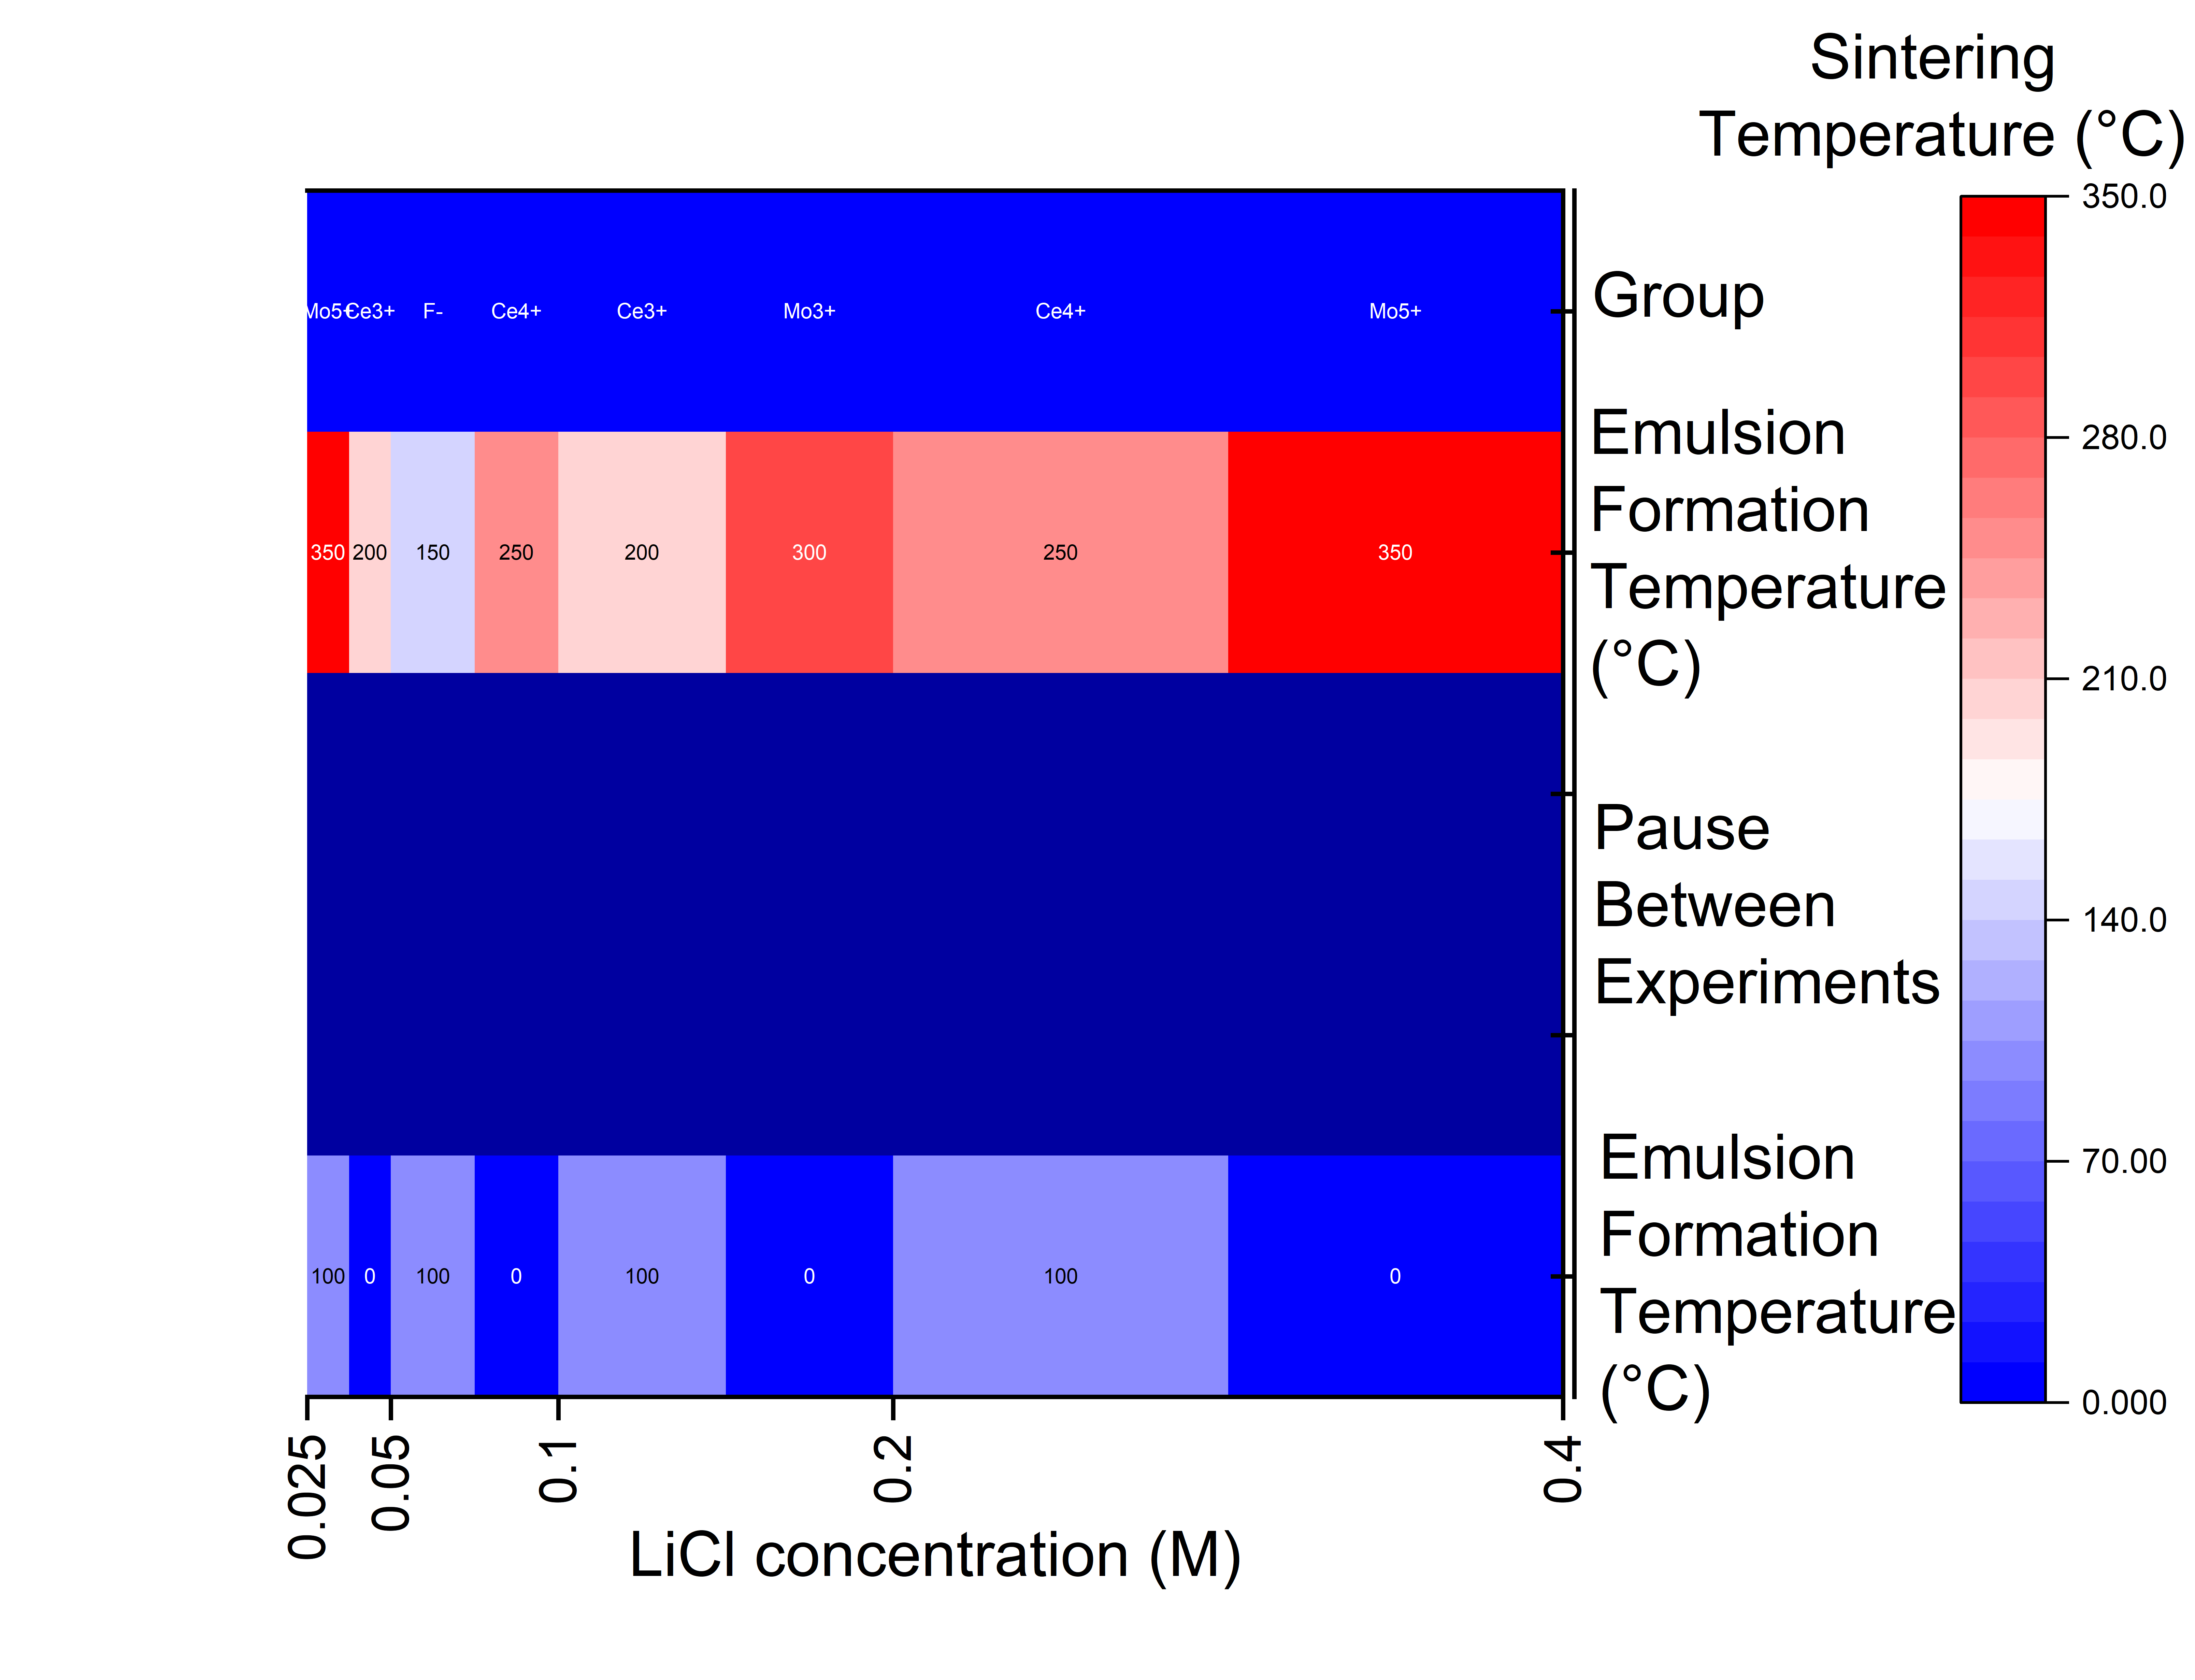 Sintering
Temperature (°C)
350.0
280.0
210.0
140.0
70.00
0.000
Group
Mo5+ Ce3+ F- Ce4+ Ce3+ Mo3+ Ce4+ Mo5+
Emulsion
Formation
Temperature
(°C)
350 200 150 250 200 300 250 350
Pause
Between
Experiments
Emulsion
Formation
Temperature
(°C)
100 0 100 0 100 0 100 0
0.025 0.05 0.1 0.2 0.4
LiCl concentration (M)